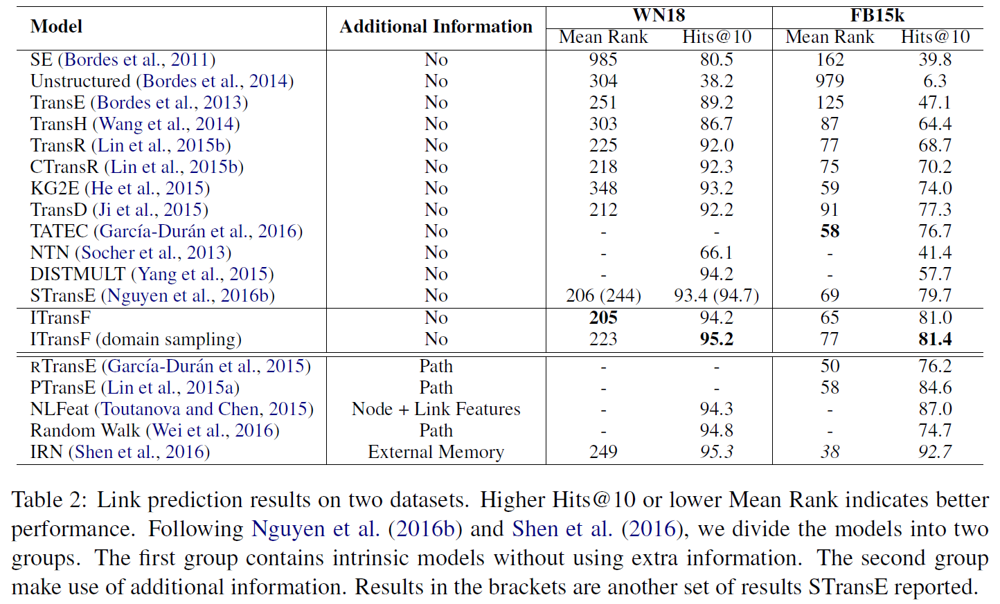 Model Additional Information WN18 FB15k
Mean Rank Hits@10 Mean Rank Hits@10
SE (Bordes et al., 2011) No 985 80.5 162 39.8
Unstructured (Bordes et al., 2014) No 304 38.2 979 6.3
TransE (Bordes et al., 2013) No 251 89.2 125 47.1
TransH (Wang et al., 2014) No 303 86.7 87 64.4
TransR (Lin et al., 2015b) No 225 92.0 77 68.7
CTransR (Lin et al., 2015b) No 218 92.3 75 70.2
KG2E (He et al., 2015) No 348 93.2 59 74.0
TransD (Ji et al., 2015) No 212 92.2 91 77.3
TATEC (García-Durán et al., 2016) No - - 58 76.7
NTN (Socher et al., 2013) No - 66.1 - 41.4
DISTMULT (Yang et al., 2015) No - 94.2 - 57.7
STransE (Nguyen et al., 2016b) No 206 (244) 93.4 (94.7) 69 79.7
ITransF No 205 94.2 65 81.0
ITransF (domain sampling) No 223 95.2 77 81.4
RTransE (García-Durán et al., 2015) Path - - 50 76.2
PTransE (Lin et al., 2015a) Path - - 58 84.6
NLFeat (Toutanova and Chen, 2015) Node + Link Features - 94.3 - 87.0
Random Walk (Wei et al., 2016) Path - 94.8 - 74.7
IRN (Shen et al., 2016) External Memory 249 95.3 38 92.7
Table 2: Link prediction results on two datasets. Higher Hits@10 or lower Mean Rank indicates better
performance. Following Nguyen et al. (2016b) and Shen et al. (2016), we divide the models into two
groups. The first group contains intrinsic models without using extra information. The second group
make use of additional information. Results in the brackets are another set of results STransE reported.